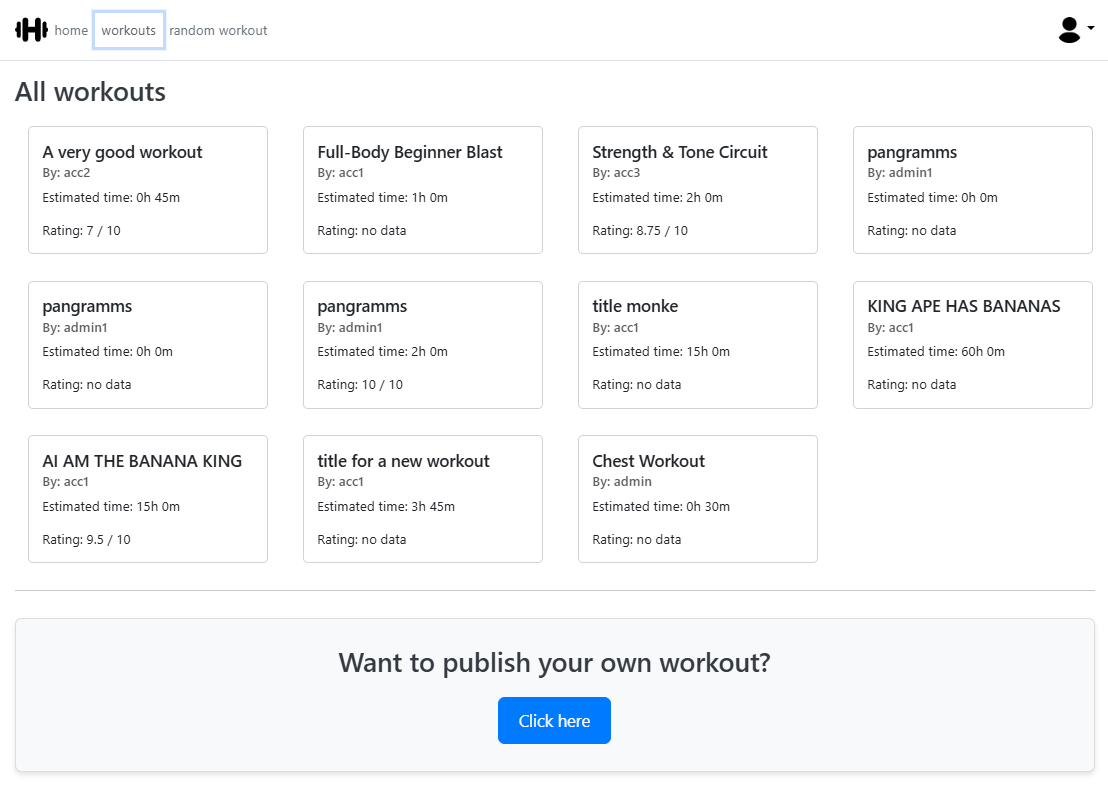 home workouts random workout
All workouts
A very good workout
By: acc2
Estimated time: 0h 45m
Rating: 7 / 10
Full-Body Beginner Blast
By: acc1
Estimated time: 1h 0m
Rating: no data
Strength & Tone Circuit
By: acc3
Estimated time: 2h 0m
Rating: 8.75 / 10
pangramms
By: admin1
Estimated time: 0h 0m
Rating: no data
pangramms
By: admin1
Estimated time: 0h 0m
Rating: no data
pangramms
By: admin1
Estimated time: 2h 0m
Rating: 10 / 10
title monke
By: acc1
Estimated time: 15h 0m
Rating: no data
KING APE HAS BANANAS
By: acc1
Estimated time: 60h 0m
Rating: no data
AI AM THE BANANA KING
By: acc1
Estimated time: 15h 0m
Rating: 9.5 / 10
title for a new workout
By: acc1
Estimated time: 3h 45m
Rating: no data
Chest Workout
By: admin
Estimated time: 0h 30m
Rating: no data
Want to publish your own workout?
Click here